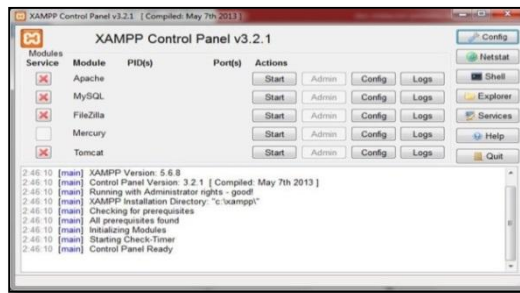 XAMPP Control Panel v3.2.1 [ Compiled: May 7th 2013 ]
XAMPP Control Panel v3.2.1
Config
Modules
Service Module PID(s) Port(s) Actions
Netstat
Apache Start Admin Config Logs
Shell
MySQL Start Admin Config Logs
Explorer
FileZilla Start Admin Config Logs
Services
Mercury Start Admin Config Logs
Help
Tomcat Start Admin Config Logs
Quit
2:46:10 [main] XAMPP Version: 5.6.8
2:46:10 [main] Control Panel Version: 3.2.1 [ Compiled: May 7th 2013 ]
2:46:10 [main] Running with Administrator rights - good!
2:46:10 [main] XAMPP Installation Directory: "c:\xampp\"
2:46:10 [main] Checking for prerequisites
2:46:10 [main] All prerequisites found
2:46:10 [main] Initializing Modules
2:46:10 [main] Starting Check-Timer
2:46:10 [main] Control Panel Ready